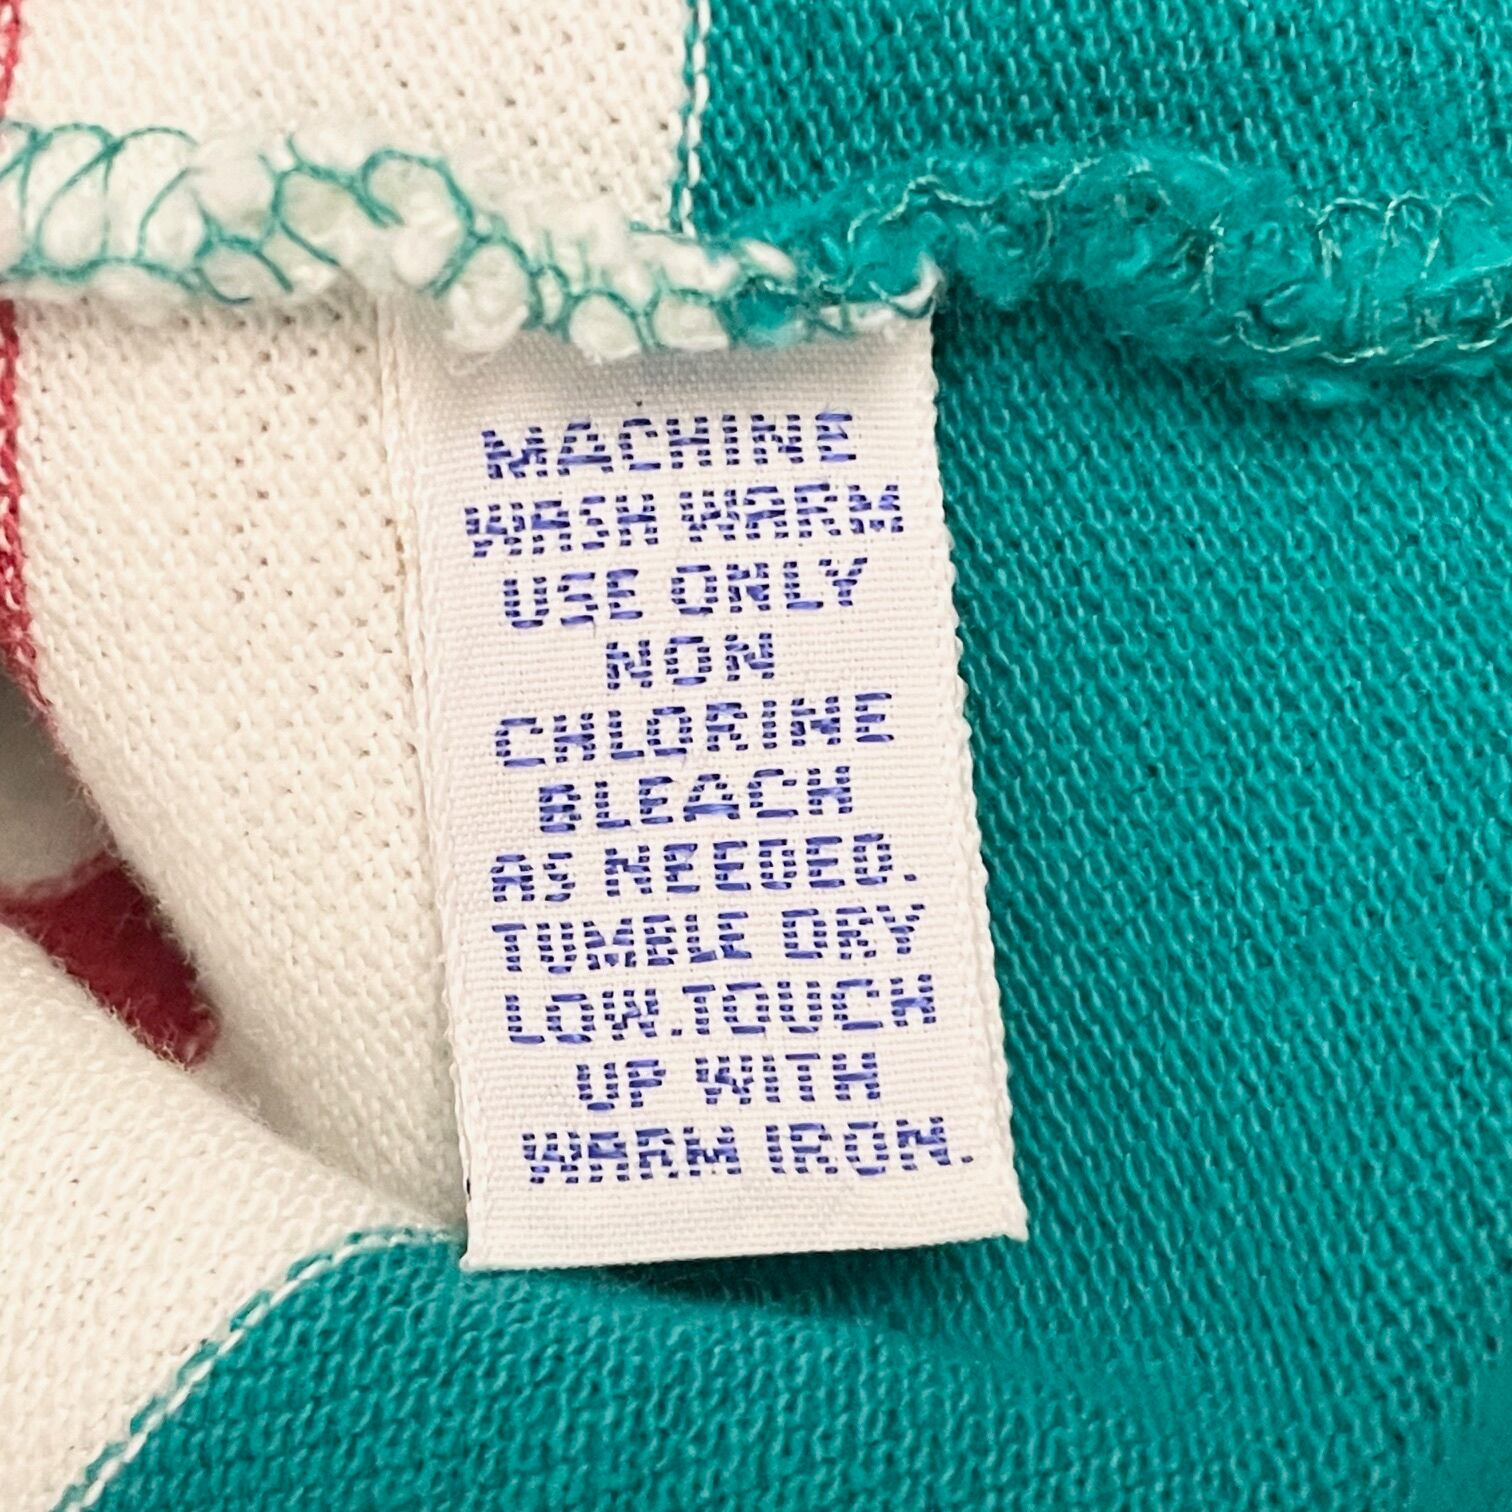 MACHINE
WASH WARM
USE ONLY
NON
CHLORINE
BLEACH
AS NEEDED.
TUMBLE DRY
LOW.TOUCH
UP WITH
WARM IRON.